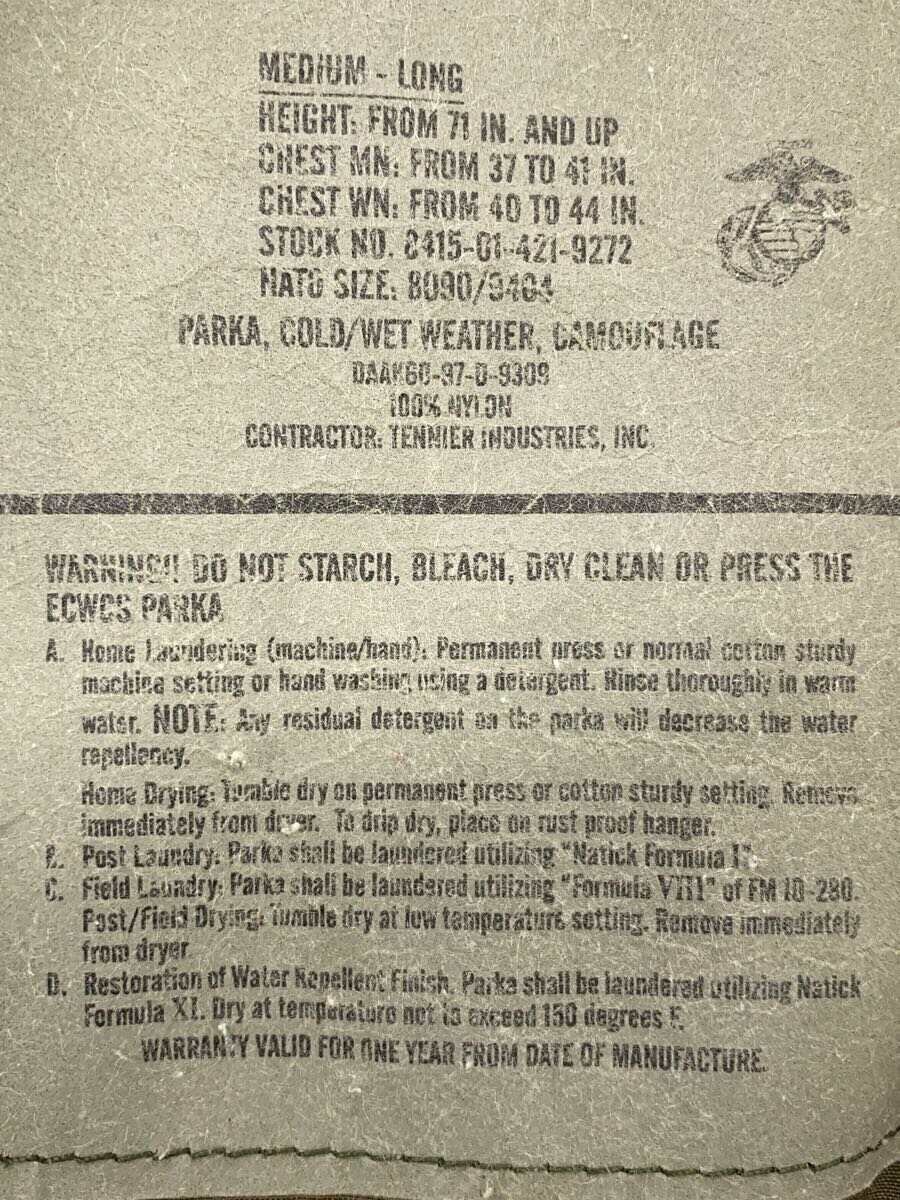 MEDIUM - LONG
HEIGHT: FROM 71 IN. AND UP
CHEST MN: FROM 37 TO 41 IN.
CHEST WN: FROM 40 TO 44 IN.
STOCK NO. 8415-01-421-9272
NATO SIZE: 8090/9404
PARKA, COLD/WET WEATHER, CAMOUFLAGE
DAAK60-97-D-9309
100% NYLON
CONTRACTOR: TENNIER INDUSTRIES, INC.
WARNING!! DO NOT STARCH, BLEACH, DRY CLEAN OR PRESS THE
ECWCS PARKA
A. Home Laundering (machine/hand): Permanent press or normal cotton sturdy
machine setting or hand washing using a detergent. Rinse thoroughly in warm
water. NOTE: Any residual detergent on the parka will decrease the water
repellency.
Home Drying: Tumble dry on permanent press or cotton sturdy setting. Remove
immediately from dryer. To drip dry, place on rust proof hanger.
B. Post Laundry: Parka shall be laundered utilizing "Natick Formula I".
C. Field Laundry: Parka shall be laundered utilizing "Formula VIII" of FM 10-280.
Post/Field Drying: Tumble dry at low temperature setting. Remove immediately
from dryer
D. Restoration of Water Repellent Finish. Parka shall be laundered utilizing Natick
Formula XI. Dry at temperature not to exceed 150 degrees F.
WARRANTY VALID FOR ONE YEAR FROM DATE OF MANUFACTURE.